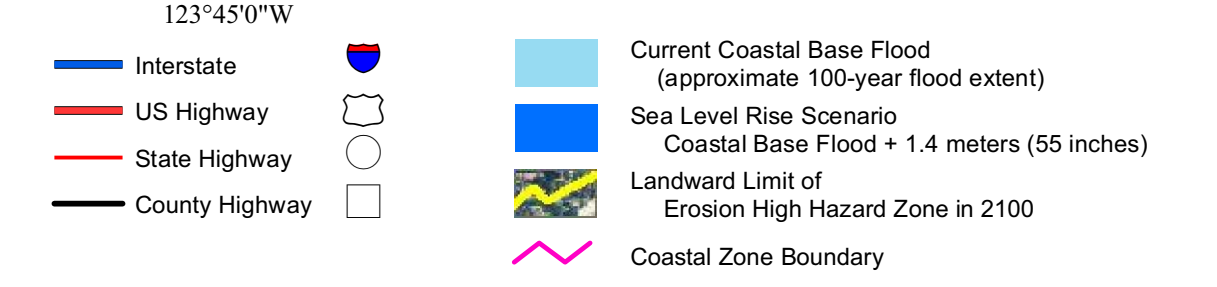 123°45'0"W
Interstate
US Highway
State Highway
County Highway
Current Coastal Base Flood
(approximate 100-year flood extent)
Sea Level Rise Scenario
Coastal Base Flood + 1.4 meters (55 inches)
Landward Limit of
Erosion High Hazard Zone in 2100
Coastal Zone Boundary